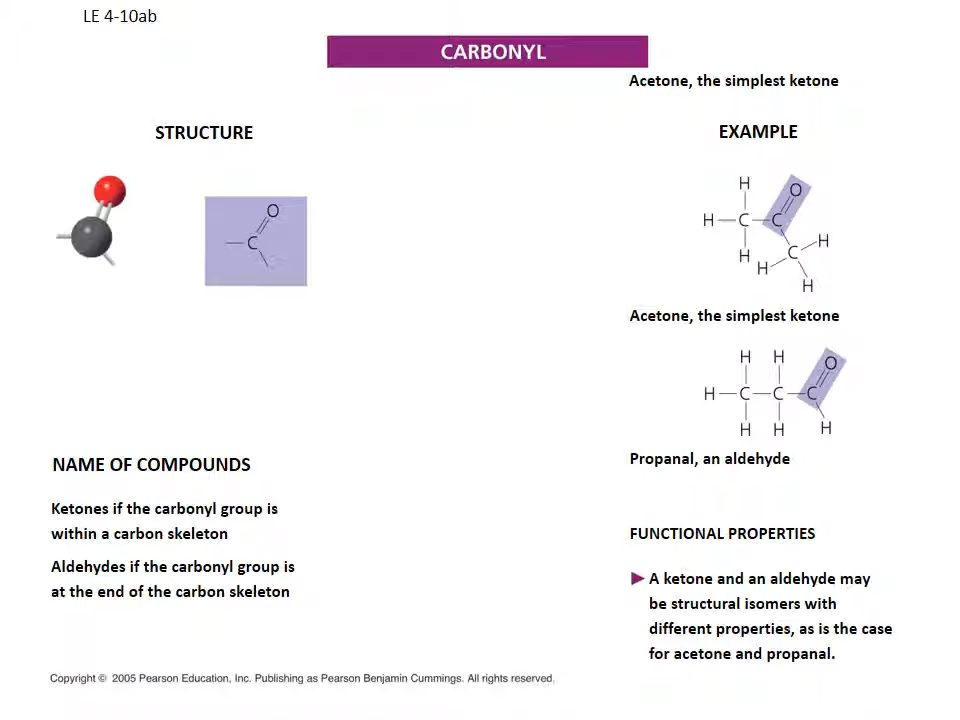 LE 4-10ab
CARBONYL
Acetone, the simplest ketone
STRUCTURE
EXAMPLE
O
C
H O
H C C
H C H
H
H
Acetone, the simplest ketone
H H O
H C C C
H H H
Propanal, an aldehyde
NAME OF COMPOUNDS
Ketones if the carbonyl group is
within a carbon skeleton
Aldehydes if the carbonyl group is
at the end of the carbon skeleton
FUNCTIONAL PROPERTIES
A ketone and an aldehyde may
be structural isomers with
different properties, as is the case
for acetone and propanal.
Copyright © 2005 Pearson Education, Inc. Publishing as Pearson Benjamin Cummings. All rights reserved.